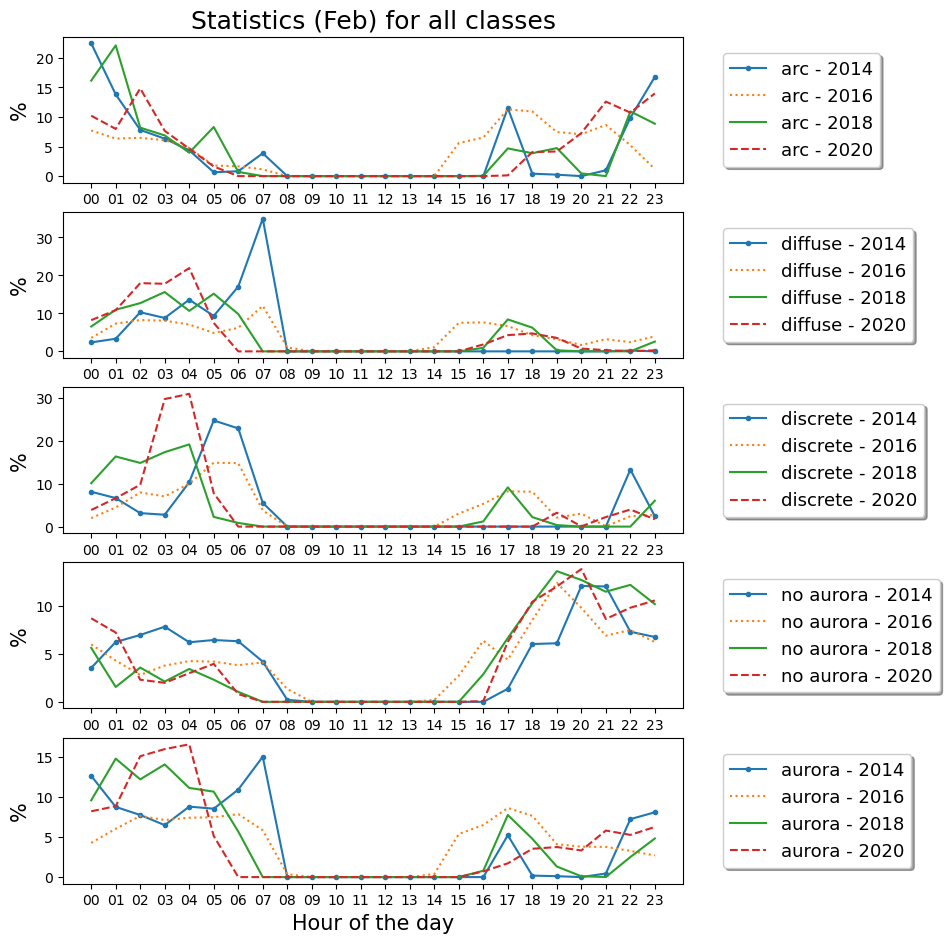 Statistics (Feb) for all classes
%
20
15
10
5
0
00 01 02 03 04 05 06 07 08 09 10 11 12 13 14 15 16 17 18 19 20 21 22 23
arc - 2014
arc - 2016
arc - 2018
arc - 2020
%
30
20
10
0
00 01 02 03 04 05 06 07 08 09 10 11 12 13 14 15 16 17 18 19 20 21 22 23
diffuse - 2014
diffuse - 2016
diffuse - 2018
diffuse - 2020
%
30
20
10
0
00 01 02 03 04 05 06 07 08 09 10 11 12 13 14 15 16 17 18 19 20 21 22 23
discrete - 2014
discrete - 2016
discrete - 2018
discrete - 2020
%
10
5
0
00 01 02 03 04 05 06 07 08 09 10 11 12 13 14 15 16 17 18 19 20 21 22 23
no aurora - 2014
no aurora - 2016
no aurora - 2018
no aurora - 2020
%
15
10
5
0
00 01 02 03 04 05 06 07 08 09 10 11 12 13 14 15 16 17 18 19 20 21 22 23
aurora - 2014
aurora - 2016
aurora - 2018
aurora - 2020
Hour of the day